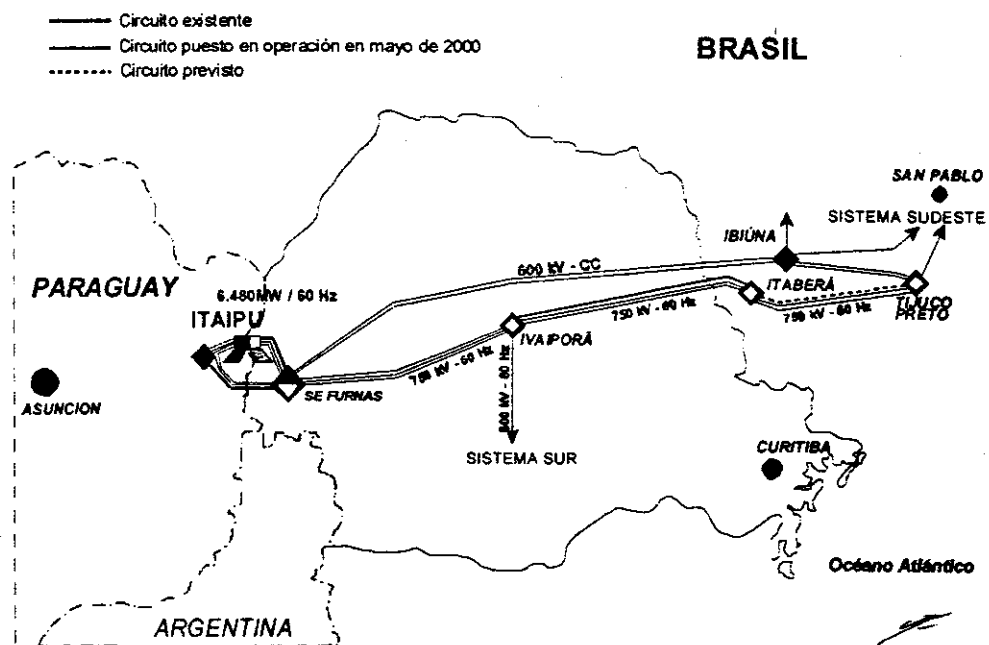 Circuito existente
Circuito puesto en operación en mayo de 2000
Circuito previsto
BRASIL
SAN PABLO
SISTEMA SUDESTE
IBIÚNA
600 kV - CC
ITABERÁ
PARAGUAY
6.480MW / 60 Hz
ITAIPU
TIJUCO
PRETO
750 kV - 60 Hz
750 kV - 60 Hz
IVAIPORÃ
750 kV - 60 Hz
SE FURNAS
500 kV - 60 Hz
ASUNCION
SISTEMA SUR
CURITIBA
Océano Atlántico
ARGENTINA